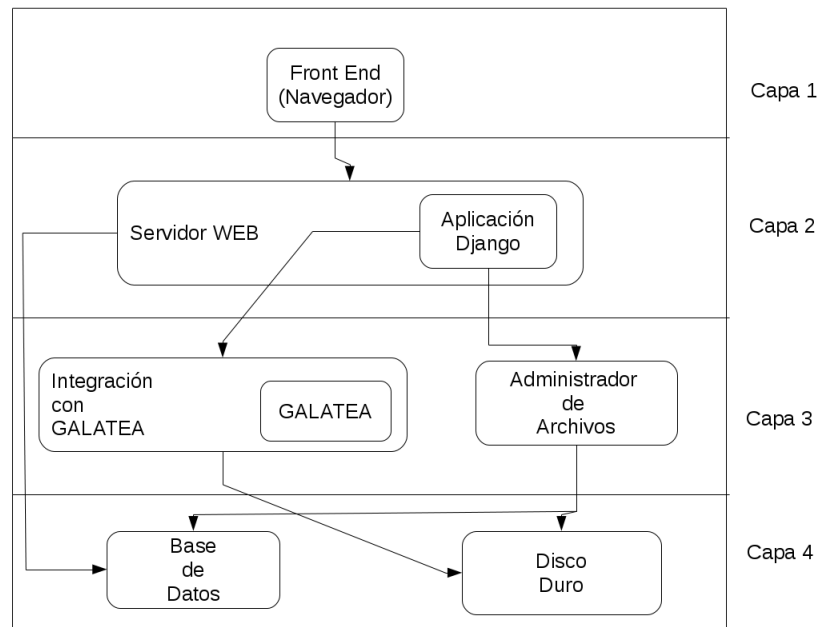 Front End
(Navegador)
Capa 1
Servidor WEB
Aplicación
Django
Capa 2
Integración
con
GALATEA
GALATEA
Administrador
de
Archivos
Capa 3
Base
de
Datos
Disco
Duro
Capa 4